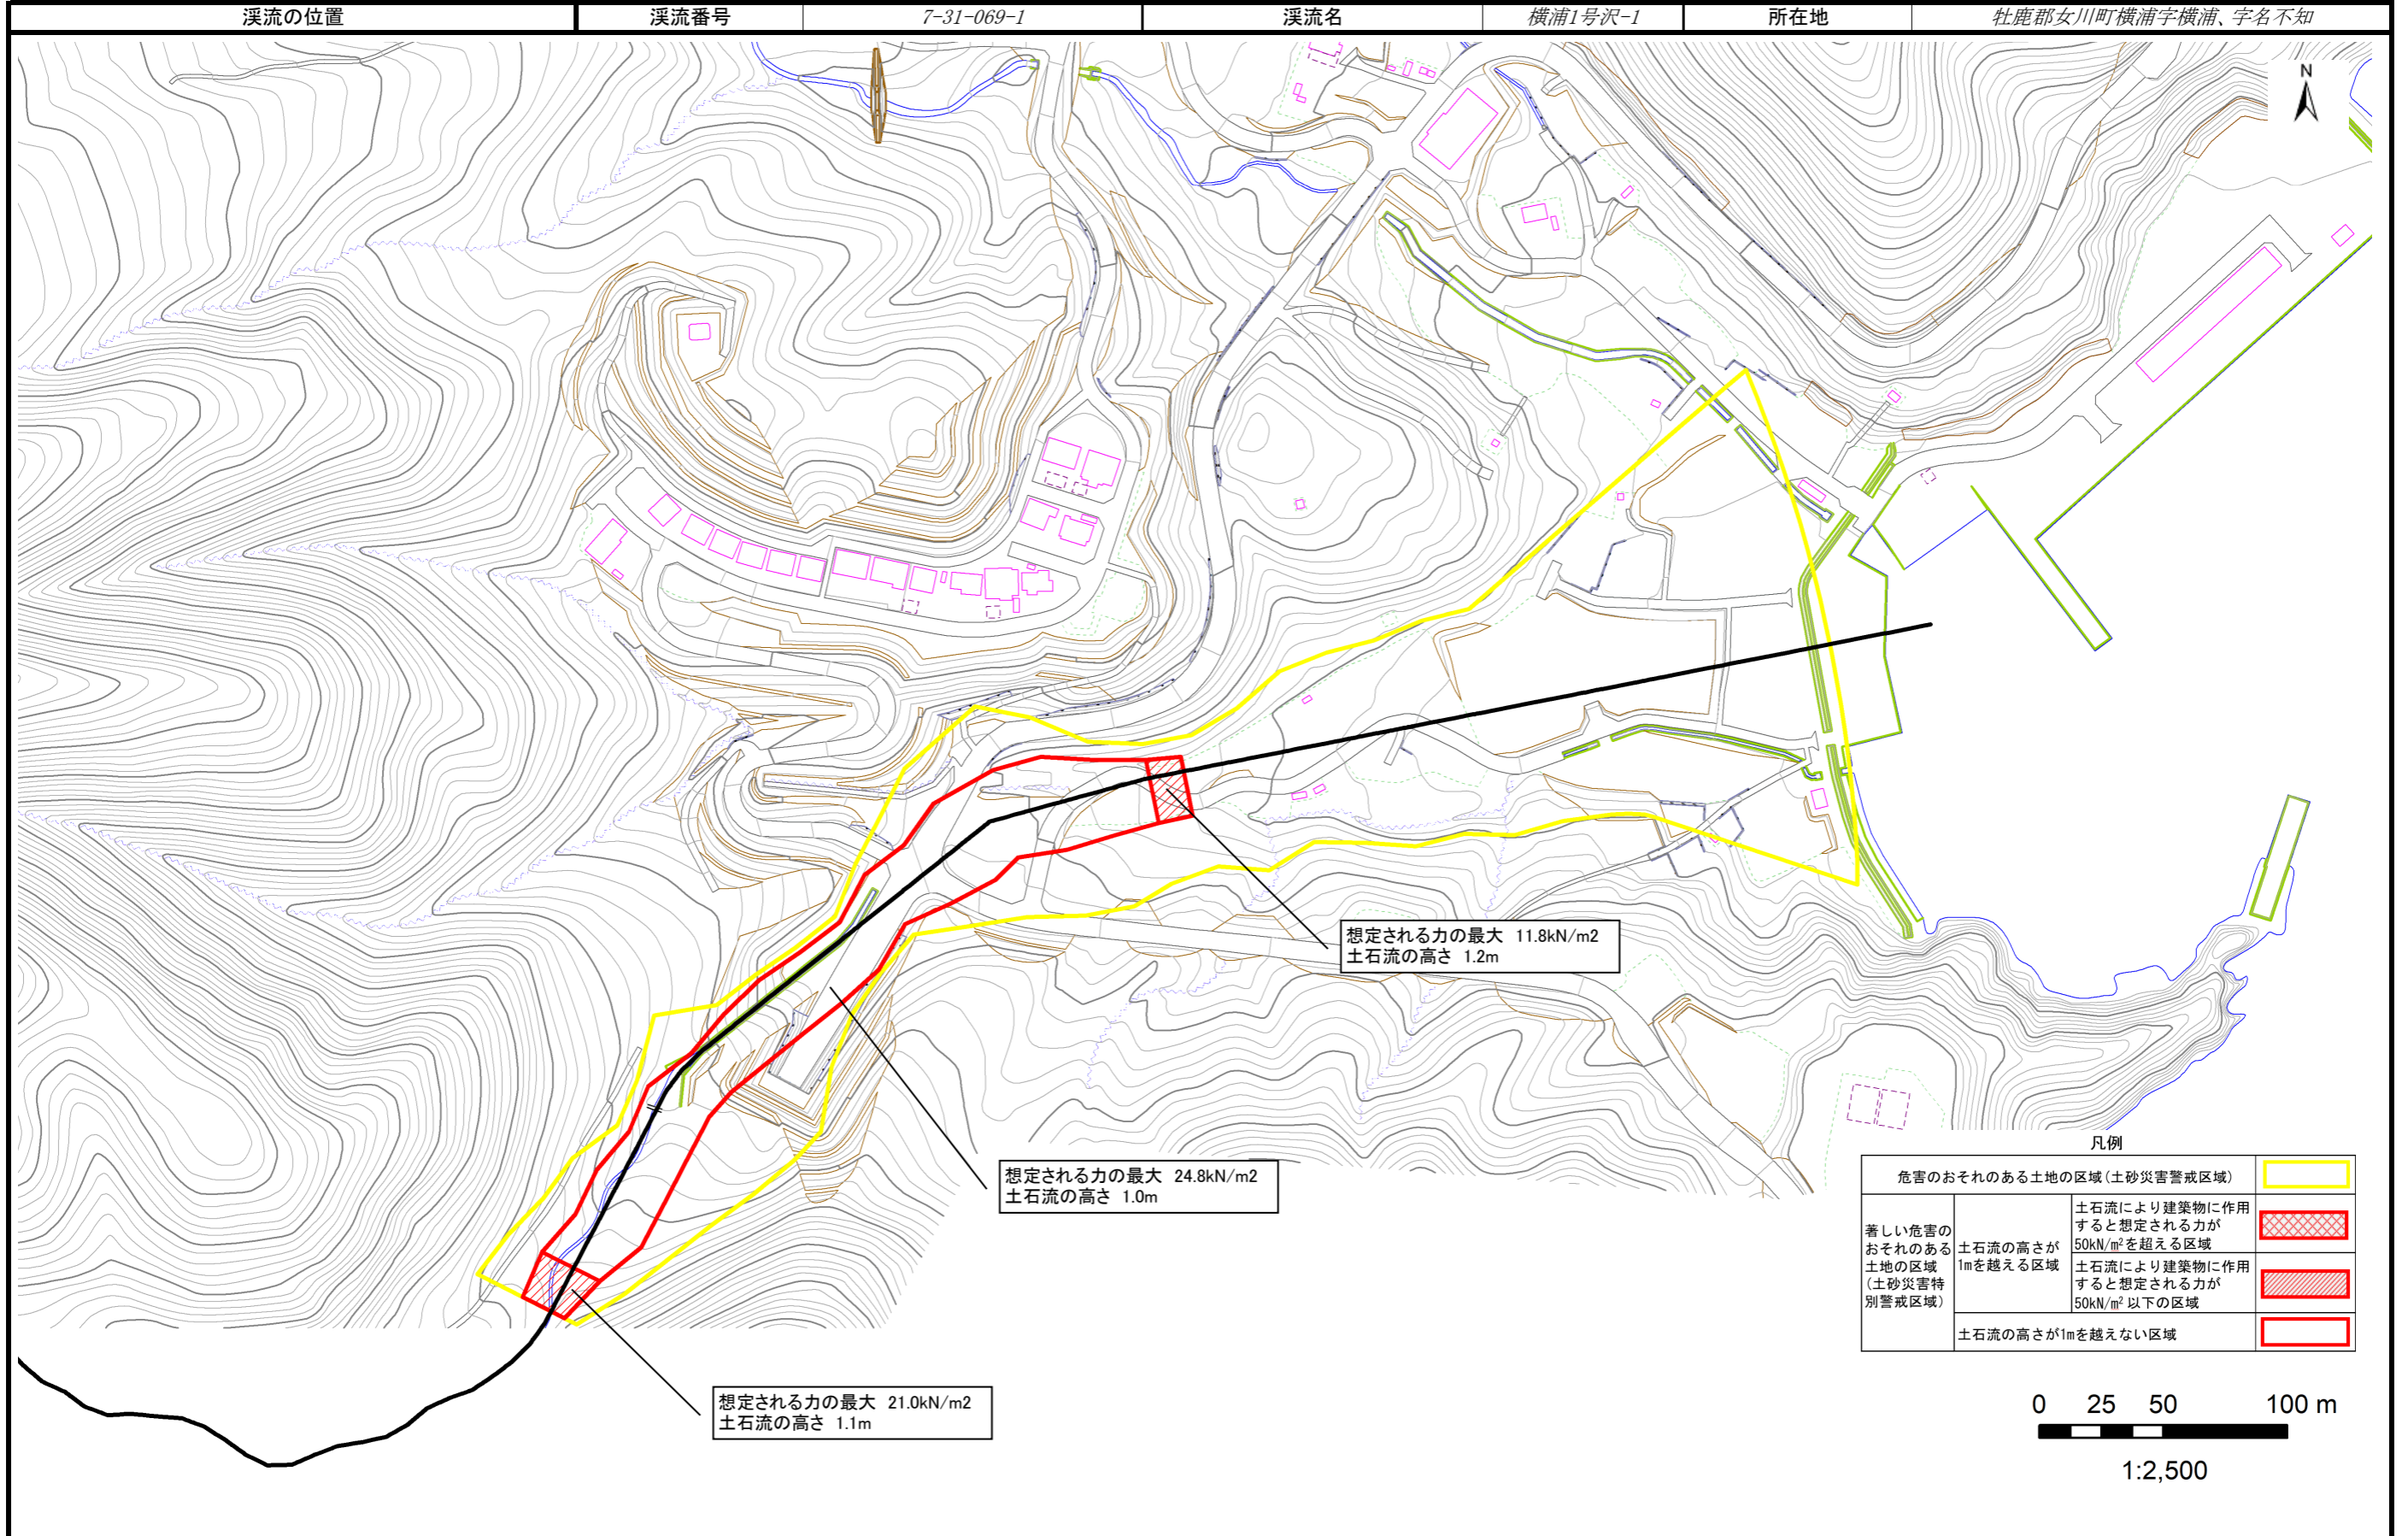 渓流の位置 渓流番号 7-31-069-1 渓流名 横浦1号沢-1 所在地 牡鹿郡女川町横浦字横浦、字名不知
N
想定される力の最大 11.8kN/m2
土石流の高さ 1.2m
想定される力の最大 24.8kN/m2
土石流の高さ 1.0m
想定される力の最大 21.0kN/m2
土石流の高さ 1.1m
凡例
危害のおそれのある土地の区域(土砂災害警戒区域)
著しい危害の
おそれのある
土地の区域
(土砂災害特
別警戒区域)
土石流の高さが
1mを越える区域
土石流により建築物に作用
すると想定される力が
50kN/m²を超える区域
土石流により建築物に作用
すると想定される力が
50kN/m²以下の区域
土石流の高さが1mを越えない区域
0 25 50 100 m
1:2,500